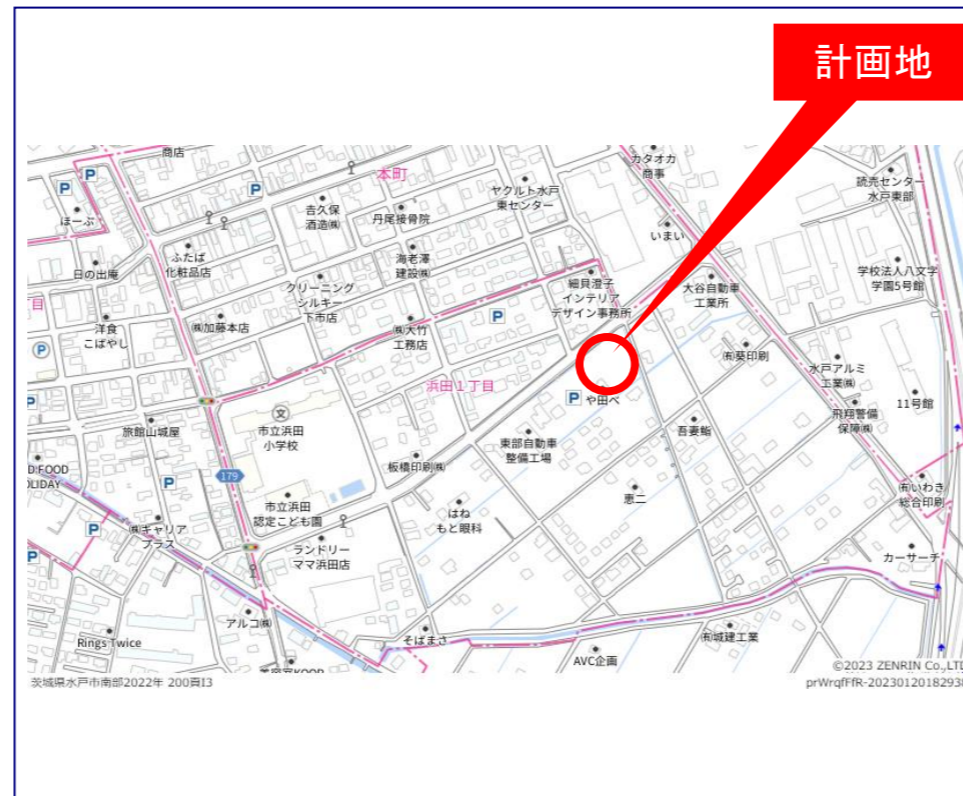 計画地
商店
本町
カタオカ
商事
P
P
P
ヤクルト水戸
東センター
読売センター
水戸東部
ほーぷ
吉久保
酒造㈱
丹尾接骨院
いまい
ふたば
化粧品店
海老澤
建設㈱
日の出庵
細貝澄子
インテリア
デザイン事務所
大谷自動車
工業所
学校法人八文字
学園5号館
クリーニング
シルキー
下市店
丁目
洋食
こばやし
㈱加藤本店
㈱大竹
工務店
P
㈲葵印刷
P
浜田1丁目
水戸アルミ
工業㈱
P
P や田べ
11号館
文
市立浜田
小学校
旅館山城屋
飛翔警備
保障㈱
吾妻鮨
東部自動車
整備工場
板橋印刷㈱
D FOOD
OLIDAY
179
P
㈲いわき
総合印刷
恵二
市立浜田
認定こども園
はね
もと眼科
P
㈱キャリア
プラス
ランドリー
ママ浜田店
P
カーサーチ
アルコ㈱
Rings Twice
そばまさ
㈲城建工業
AVC企画
©2023 ZENRIN Co.,LTD
茨城県水戸市南部2022年 200頁I3
prWrqfFfR-20230120182938